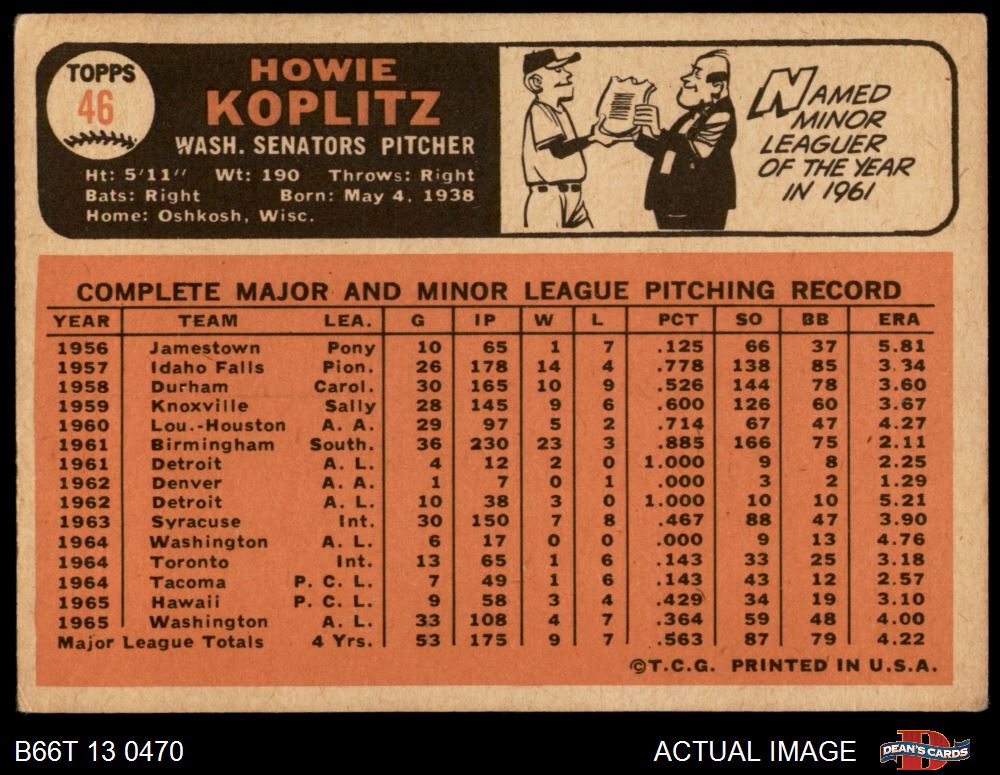 TOPPS
46
HOWIE
KOPLITZ
WASH. SENATORS PITCHER
Ht: 5'11" Wt: 190 Throws: Right
Bats: Right Born: May 4, 1938
Home: Oshkosh, Wisc.
NAMED
MINOR
LEAGUER
OF THE YEAR
IN 1961
COMPLETE MAJOR AND MINOR LEAGUE PITCHING RECORD
YEAR TEAM LEA. G IP W L PCT SO BB ERA
1956 Jamestown Pony 10 65 1 7 .125 66 37 5.81
1957 Idaho Falls Pion. 26 178 14 4 .778 138 85 3.34
1958 Durham Carol. 30 165 10 9 .526 144 78 3.60
1959 Knoxville Sally 28 145 9 6 .600 126 60 3.67
1960 Lou.-Houston A. A. 29 97 5 2 .714 67 47 4.27
1961 Birmingham South. 36 230 23 3 .885 166 75 2.11
1961 Detroit A. L. 4 12 2 0 1.000 9 8 2.25
1962 Denver A. A. 1 7 0 1 .000 3 2 1.29
1962 Detroit A. L. 10 38 3 0 1.000 10 10 5.21
1963 Syracuse Int. 30 150 7 8 .467 88 47 3.90
1964 Washington A. L. 6 17 0 0 .000 9 13 4.76
1964 Toronto Int. 13 65 1 6 .143 33 25 3.18
1964 Tacoma P. C. L. 7 49 1 6 .143 43 12 2.57
1965 Hawaii P. C. L. 9 58 3 4 .429 34 19 3.10
1965 Washington A. L. 33 108 4 7 .364 59 48 4.00
Major League Totals 4 Yrs. 53 175 9 7 .563 87 79 4.22
©T.C.G. PRINTED IN U.S.A.
B66T 13 0470
ACTUAL IMAGE
DEAN'S CARDS